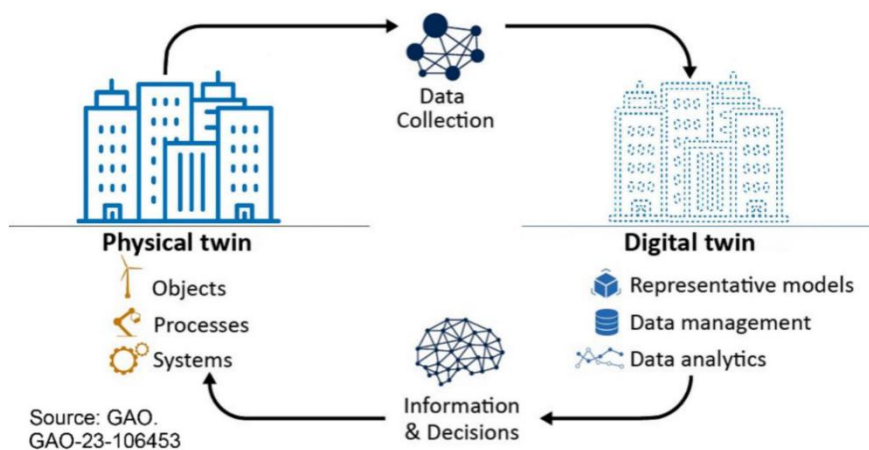 Data
Collection
Physical twin
Objects
Processes
Systems
Digital twin
Representative models
Data management
Data analytics
Information
& Decisions
Source: GAO.
GAO-23-106453